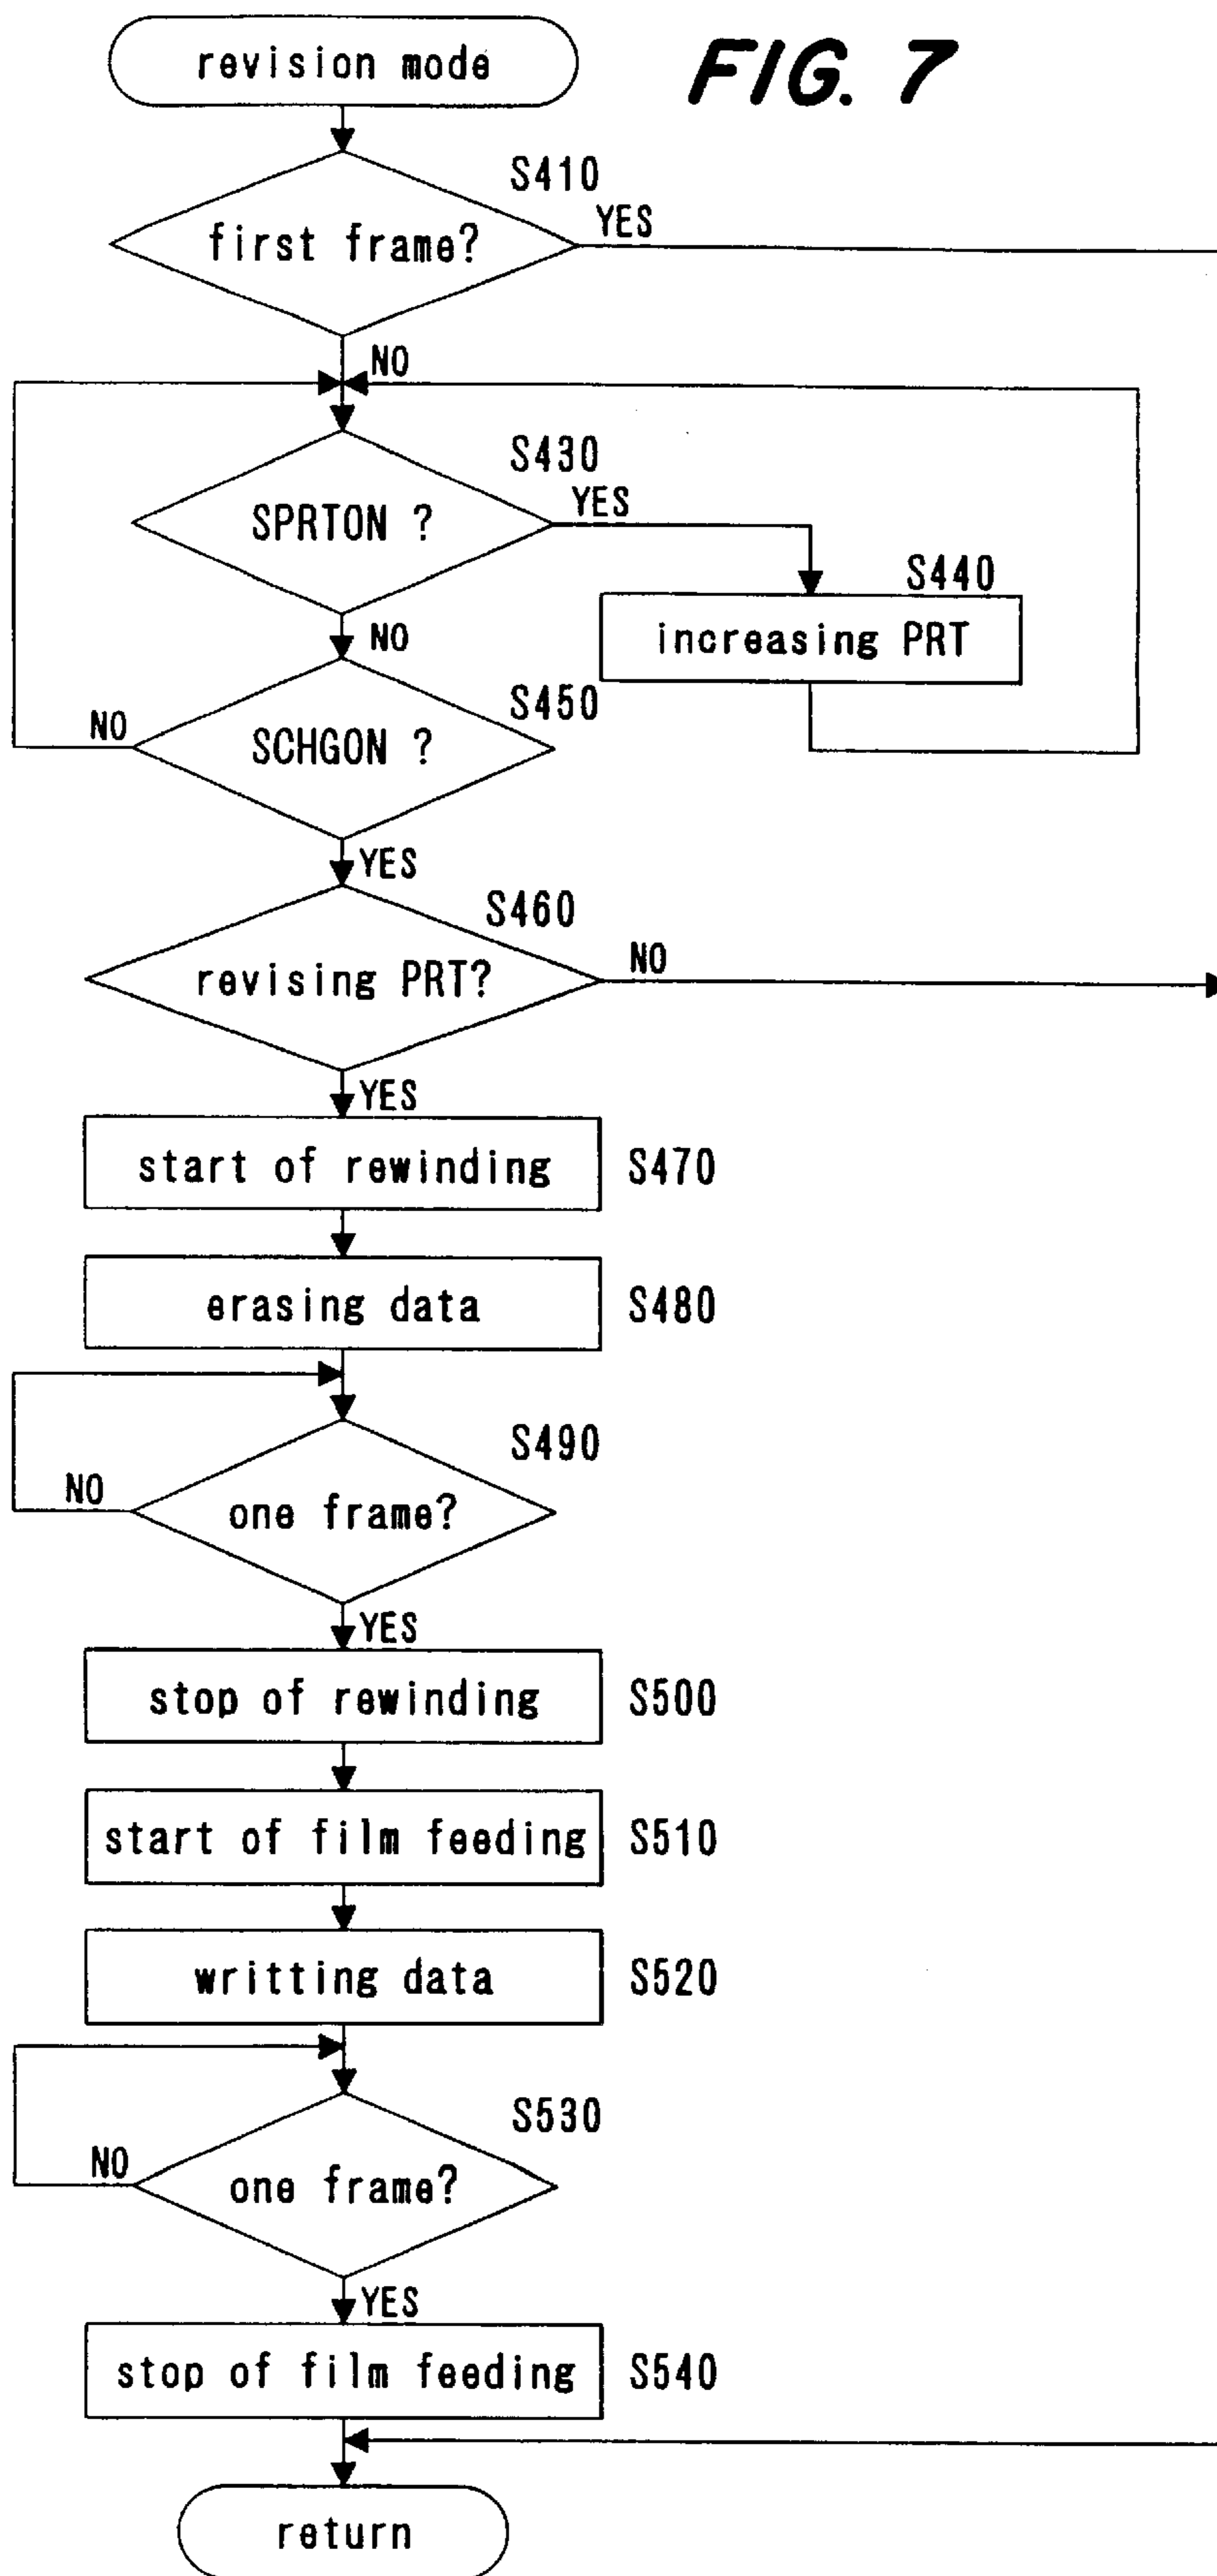 revision mode
FIG. 7
S410
first frame?
YES
NO
S430
SPRTON ?
YES
S440
increasing PRT
NO
S450
SCHGON ?
NO
YES
S460
revising PRT?
NO
YES
start of rewinding
S470
erasing data
S480
S490
one frame?
NO
YES
stop of rewinding
S500
start of film feeding
S510
writting data
S520
S530
one frame?
NO
YES
stop of film feeding
S540
return